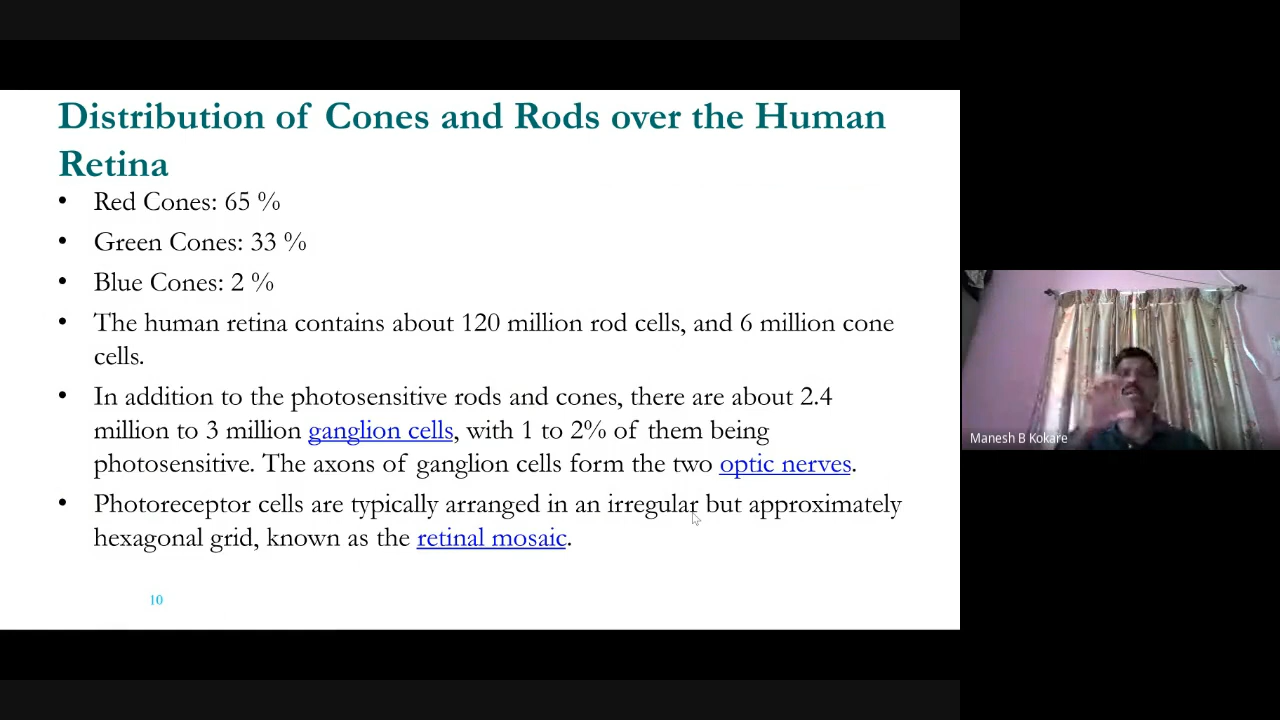 Distribution of Cones and Rods over the Human
Retina
• Red Cones: 65 %
• Green Cones: 33 %
• Blue Cones: 2 %
• The human retina contains about 120 million rod cells, and 6 million cone
cells.
• In addition to the photosensitive rods and cones, there are about 2.4
million to 3 million ganglion cells, with 1 to 2% of them being
photosensitive. The axons of ganglion cells form the two optic nerves.
• Photoreceptor cells are typically arranged in an irregular but approximately
hexagonal grid, known as the retinal mosaic.
10
Manesh B Kokare